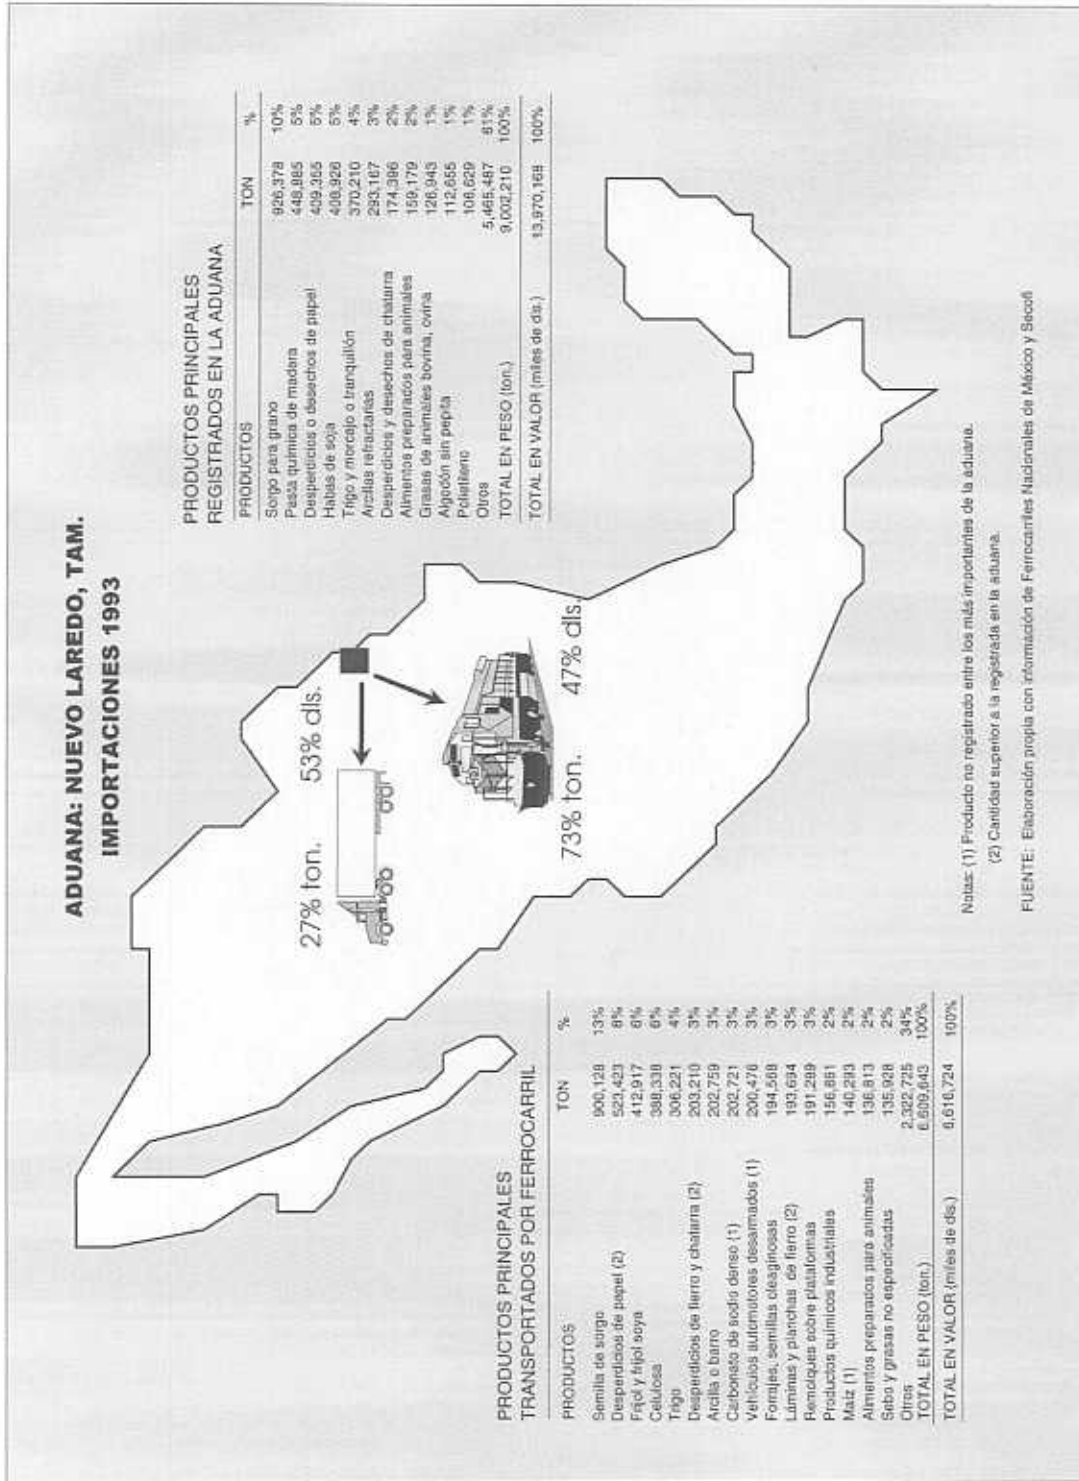 ADUANA: NUEVO LAREDO, TAM.
IMPORTACIONES 1993
PRODUCTOS PRINCIPALES
REGISTRADOS EN LA ADUANA
PRODUCTOS TON %
Sorgo para grano 926,378 10%
Pasta química de madara 448,885 5%
Desperdicios o desechos de papel 409,355 5%
Habas de soja 408,926 5%
Trigo y morcajo o tranquillón 370,210 4%
Arcillas refractarias 293,167 3%
Desperdicios y desechos de chatarra 174,396 2%
Alimentos preparados para animales 159,179 2%
Grasas de animales bovina, ovina 126,943 1%
Algodón sin pepita 112,655 1%
Polietileno 106,629 1%
Otros 5,465,487 61%
TOTAL EN PESO (ton.) 9,002,210 100%
TOTAL EN VALOR (miles de dls.) 13,970,168 100%
27% ton. 53% dls.
73% ton. 47% dls.
PRODUCTOS PRINCIPALES
TRANSPORTADOS POR FERROCARRIL
PRODUCTOS TON %
Semilla de sorgo 900,128 13%
Desperdicios de papel (2) 523,423 8%
Frijol y frijol soya 412,917 6%
Celulosa 388,338 6%
Trigo 306,221 4%
Desperdicios de fierro y chatarra (2) 203,210 3%
Arcilla o barro 202,759 3%
Carbonato de sodio denso (1) 202,721 3%
Vehículos automotores desarmados (1) 200,476 3%
Forrajes, semillas oleaginosas 194,568 3%
Láminas y planchas de fierro (2) 193,694 3%
Remolques sobre plataformas 191,289 3%
Productos químicos industriales 156,881 2%
Maíz (1) 140,293 2%
Alimentos preparados para animales 136,813 2%
Sebo y grasas no especificadas 135,928 2%
Otros 2,322,725 34%
TOTAL EN PESO (ton.) 6,609,643 100%
TOTAL EN VALOR (miles de dls.) 6,616,724 100%
Notas: (1) Producto no registrado entre los más importantes de la aduana.
(2) Cantidad superior a la registrada en la aduana.
FUENTE: Elaboración propia con información de Ferrocarriles Nacionales de México y Secofi